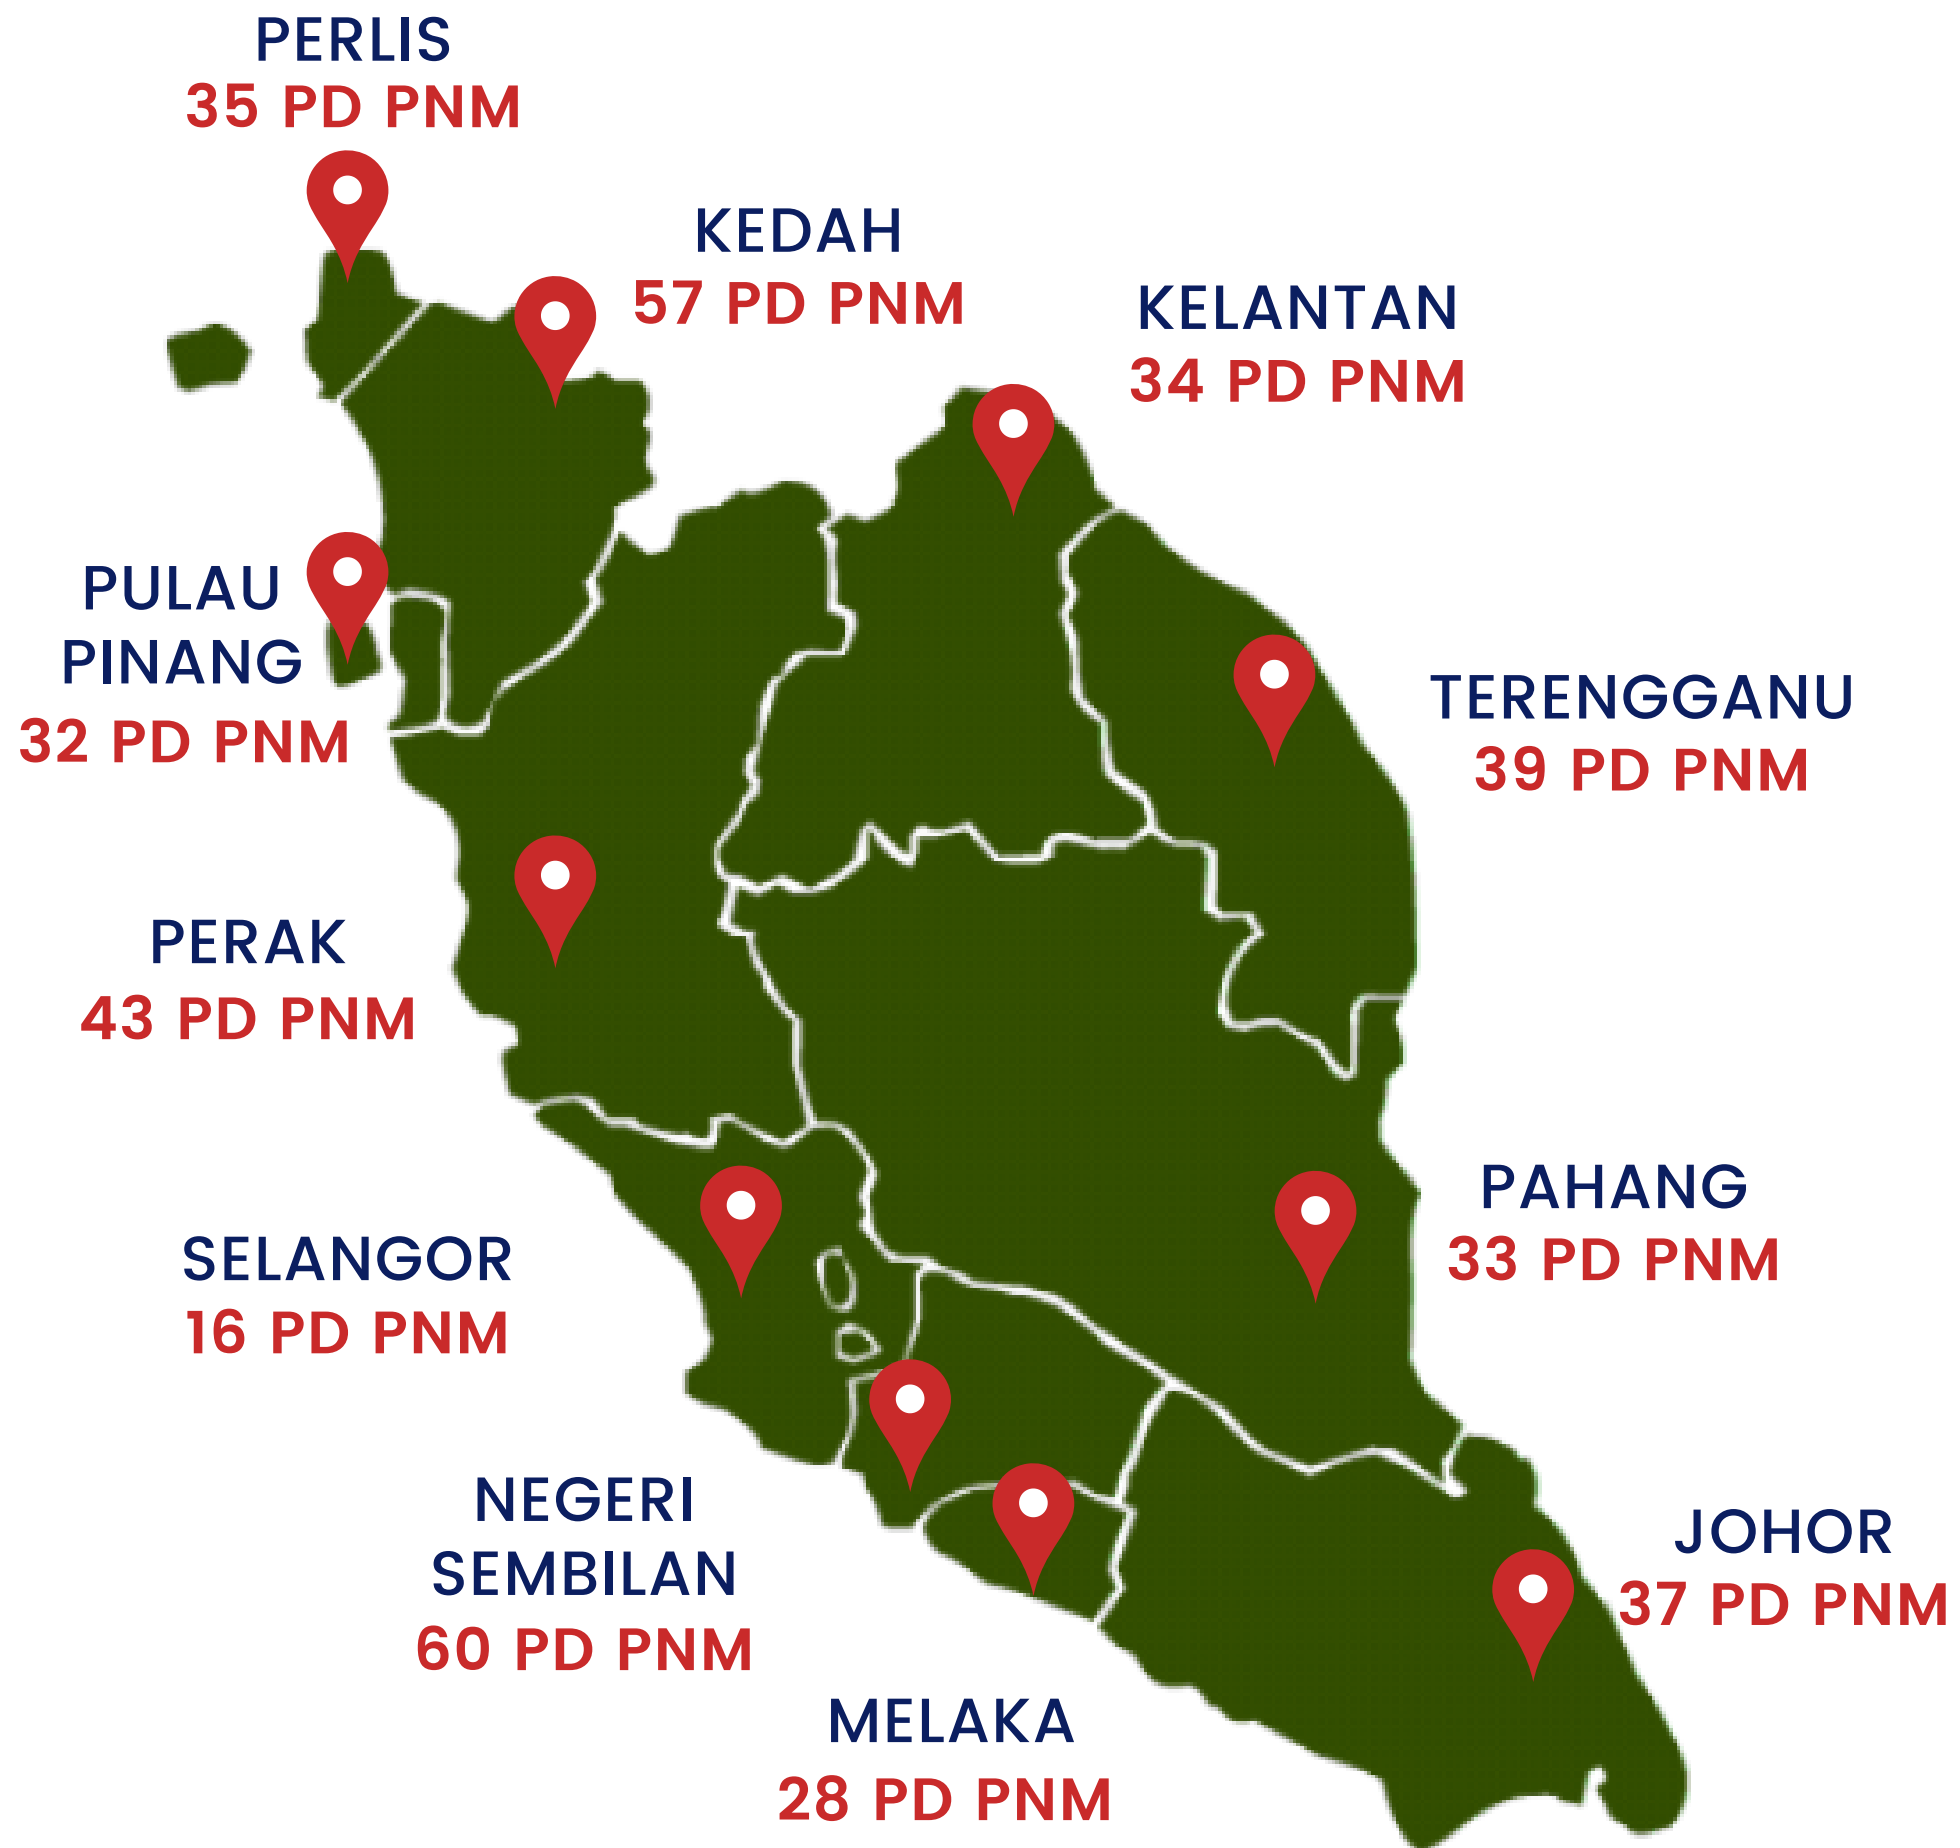 PERLIS
35 PD PNM
KEDAH
57 PD PNM
KELANTAN
34 PD PNM
PULAU
PINANG
32 PD PNM
TERENGGANU
39 PD PNM
PERAK
43 PD PNM
PAHANG
33 PD PNM
SELANGOR
16 PD PNM
NEGERI
SEMBILAN
60 PD PNM
JOHOR
37 PD PNM
MELAKA
28 PD PNM